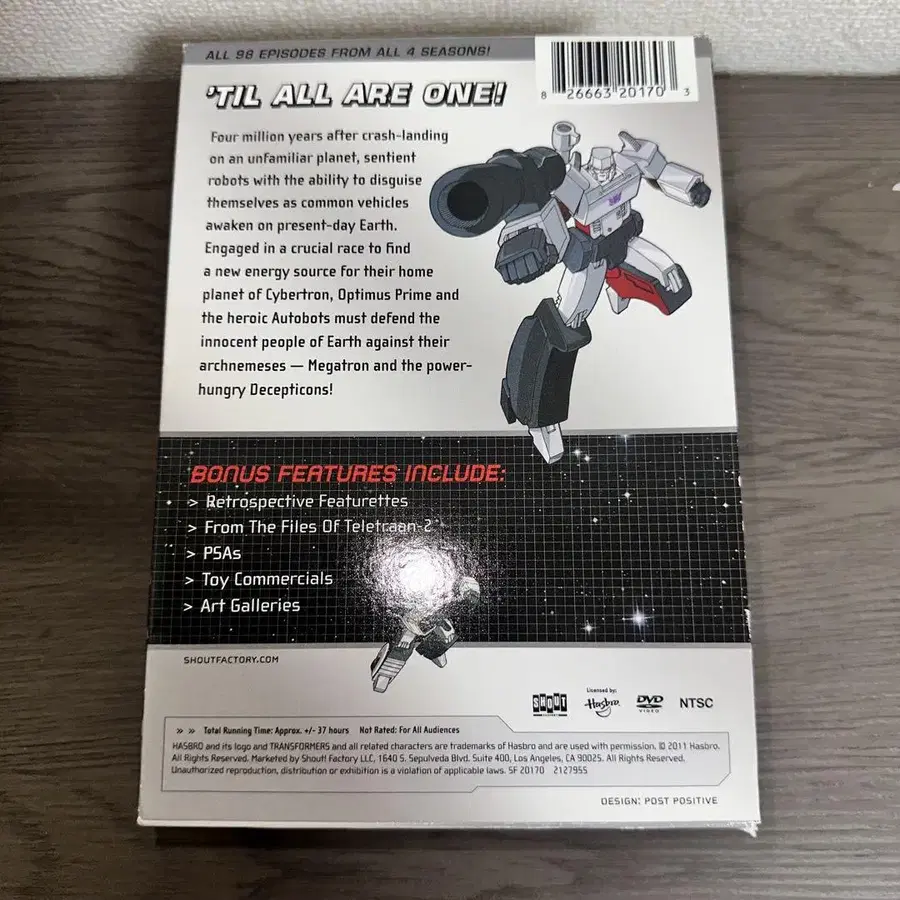 ALL 98 EPISODES FROM ALL 4 SEASONS!
8 26663 20170 3
'TIL ALL ARE ONE!
Four million years after crash-landing
on an unfamiliar planet, sentient
robots with the ability to disguise
themselves as common vehicles
awaken on present-day Earth.
Engaged in a crucial race to find
a new energy source for their home
planet of Cybertron, Optimus Prime and
the heroic Autobots must defend the
innocent people of Earth against their
archnemeses — Megatron and the power-
hungry Decepticons!
BONUS FEATURES INCLUDE:
> Retrospective Featurettes
> From The Files Of Teletraan-2
> PSAs
> Toy Commercials
> Art Galleries
SHOUTFACTORY.COM
SHOUT
Licensed by:
Hasbro
DVD
VIDEO
NTSC
» » Total Running Time: Approx. +/- 37 hours Not Rated: For All Audiences
HASBRO and its logo and TRANSFORMERS and all related characters are trademarks of Hasbro and are used with permission. © 2011 Hasbro.
All Rights Reserved. Marketed by Shout! Factory LLC, 1640 S. Sepulveda Blvd. Suite 400, Los Angeles, CA 90025. All Rights Reserved.
Unauthorized reproduction, distribution or exhibition is a violation of applicable laws. SF 20170 2127955
DESIGN: POST POSITIVE